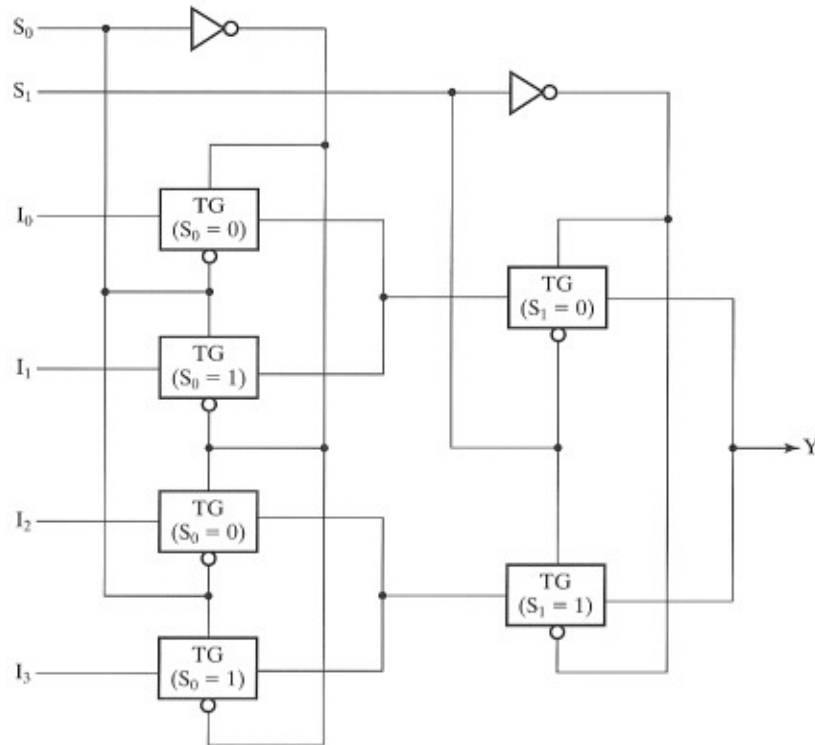 S₀
S₁
I₀
TG
(S₀ = 0)
TG
(S₁ = 0)
I₁
TG
(S₀ = 1)
Y
I₂
TG
(S₀ = 0)
TG
(S₁ = 1)
I₃
TG
(S₀ = 1)